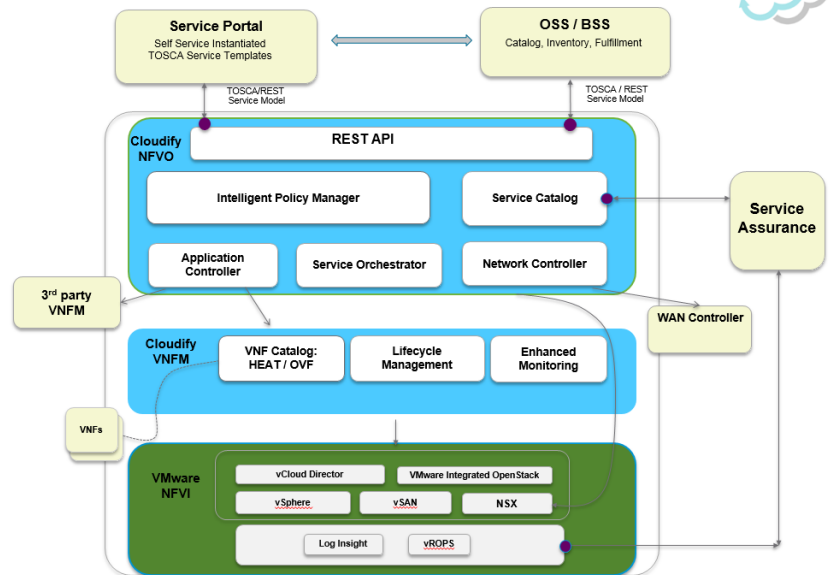 Service Portal
Self Service Instantiated
TOSCA Service Templates
OSS / BSS
Catalog, Inventory, Fulfillment
TOSCA/REST
Service Model
TOSCA / REST
Service Model
Cloudify
NFVO
REST API
Intelligent Policy Manager
Service Catalog
Service
Assurance
Application
Controller
Service Orchestrator
Network Controller
3rd party
VNFM
WAN Controller
Cloudify
VNFM
VNF Catalog:
HEAT / OVF
Lifecycle
Management
Enhanced
Monitoring
VNFs
VMware
NFVI
vCloud Director
VMware Integrated OpenStack
vSphere
vSAN
NSX
Log Insight
vROPS